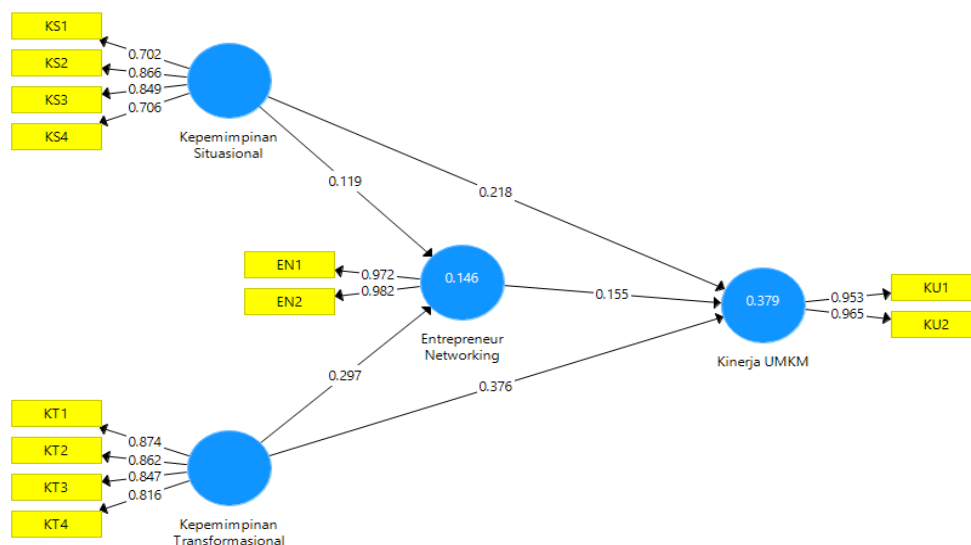 KS1
0.702
KS2
0.866
KS3
0.849
KS4
0.706
Kepemimpinan
Situasional
0.119
0.218
EN1
0.972
EN2
0.982
0.146
Entrepreneur
Networking
0.155
0.379
Kinerja UMKM
0.953
KU1
0.965
KU2
0.297
0.376
KT1
0.874
KT2
0.862
KT3
0.847
KT4
0.816
Kepemimpinan
Transformasional